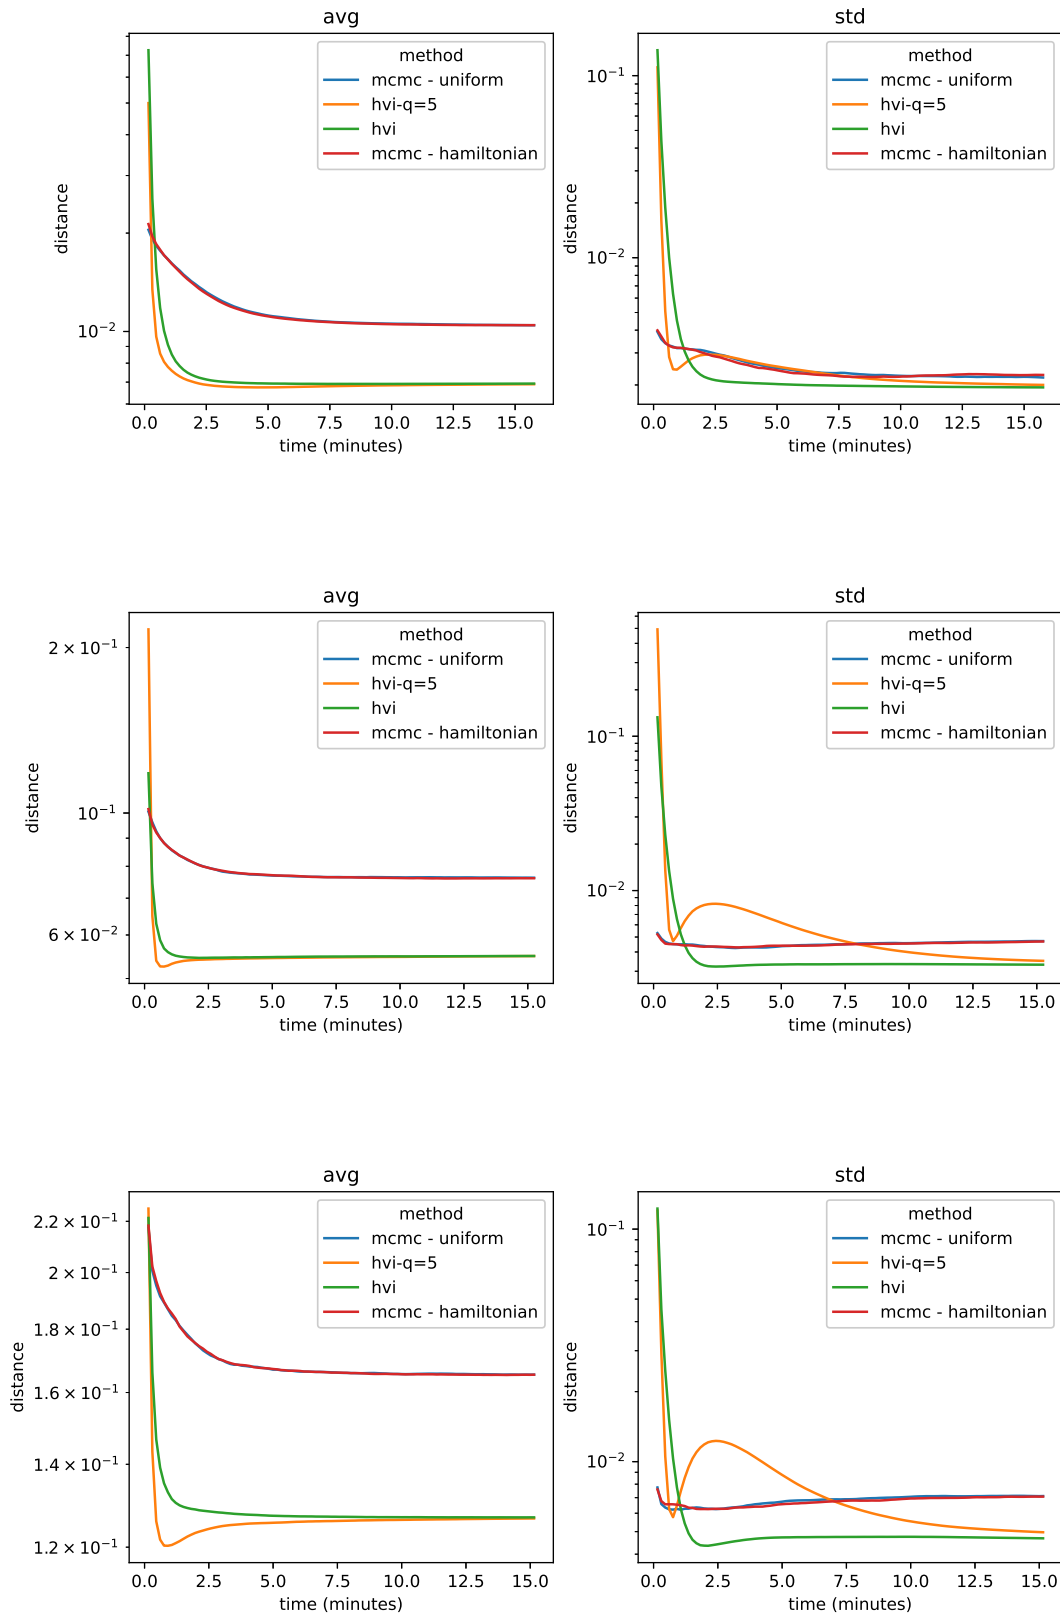 avg
distance
10⁻²
0.0 2.5 5.0 7.5 10.0 12.5 15.0
time (minutes)
method
mcmc - uniform
hvi-q=5
hvi
mcmc - hamiltonian
std
distance
10⁻¹
10⁻²
0.0 2.5 5.0 7.5 10.0 12.5 15.0
time (minutes)
method
mcmc - uniform
hvi-q=5
hvi
mcmc - hamiltonian
avg
distance
2 × 10⁻¹
10⁻¹
6 × 10⁻²
0.0 2.5 5.0 7.5 10.0 12.5 15.0
time (minutes)
method
mcmc - uniform
hvi-q=5
hvi
mcmc - hamiltonian
std
distance
10⁻¹
10⁻²
0.0 2.5 5.0 7.5 10.0 12.5 15.0
time (minutes)
method
mcmc - uniform
hvi-q=5
hvi
mcmc - hamiltonian
avg
distance
2.2 × 10⁻¹
2 × 10⁻¹
1.8 × 10⁻¹
1.6 × 10⁻¹
1.4 × 10⁻¹
1.2 × 10⁻¹
0.0 2.5 5.0 7.5 10.0 12.5 15.0
time (minutes)
method
mcmc - uniform
hvi-q=5
hvi
mcmc - hamiltonian
std
distance
10⁻¹
10⁻²
0.0 2.5 5.0 7.5 10.0 12.5 15.0
time (minutes)
method
mcmc - uniform
hvi-q=5
hvi
mcmc - hamiltonian